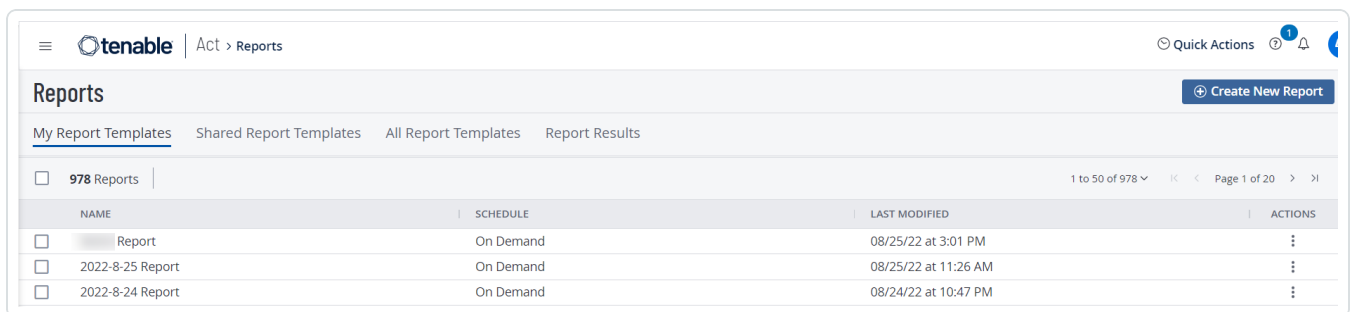 tenable Act > Reports Quick Actions ? 1
Reports Create New Report
My Report Templates Shared Report Templates All Report Templates Report Results
978 Reports 1 to 50 of 978 Page 1 of 20
NAME SCHEDULE LAST MODIFIED ACTIONS
Report On Demand 08/25/22 at 3:01 PM
2022-8-25 Report On Demand 08/25/22 at 11:26 AM
2022-8-24 Report On Demand 08/24/22 at 10:47 PM